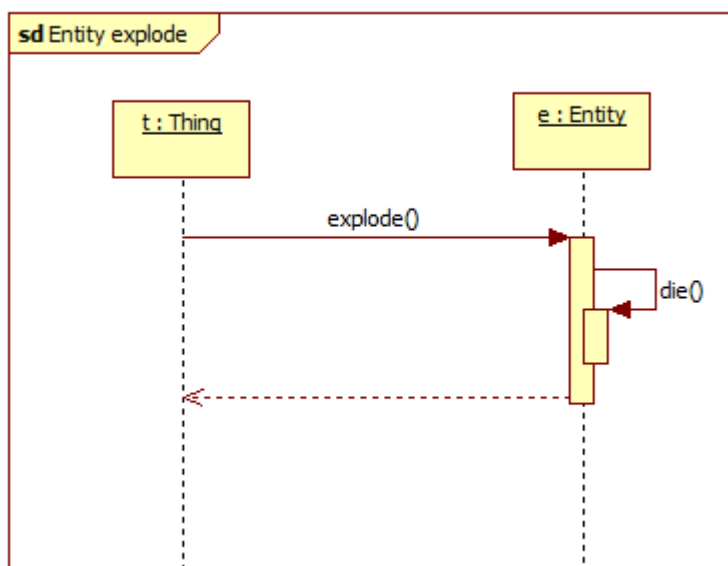 sd Entity explode
t : Thing
e : Entity
explode()
die()